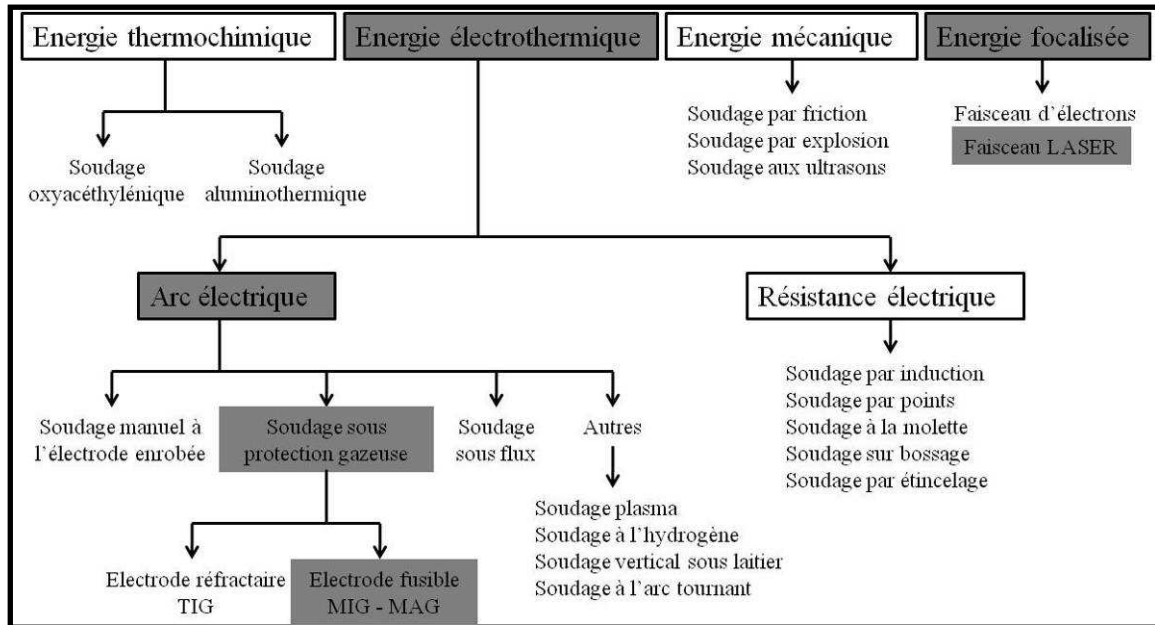 Energie thermochimique
Energie électrothermique
Energie mécanique
Energie focalisée
Soudage
oxyacéthylénique
Soudage
aluminothermique
Soudage par friction
Soudage par explosion
Soudage aux ultrasons
Faisceau d’électrons
Faisceau LASER
Arc électrique
Résistance électrique
Soudage manuel à
l’électrode enrobée
Soudage sous
protection gazeuse
Soudage
sous flux
Autres
Soudage par induction
Soudage par points
Soudage à la molette
Soudage sur bossage
Soudage par étincelage
Electrode réfractaire
TIG
Electrode fusible
MIG - MAG
Soudage plasma
Soudage à l’hydrogène
Soudage vertical sous laitier
Soudage à l’arc tournant